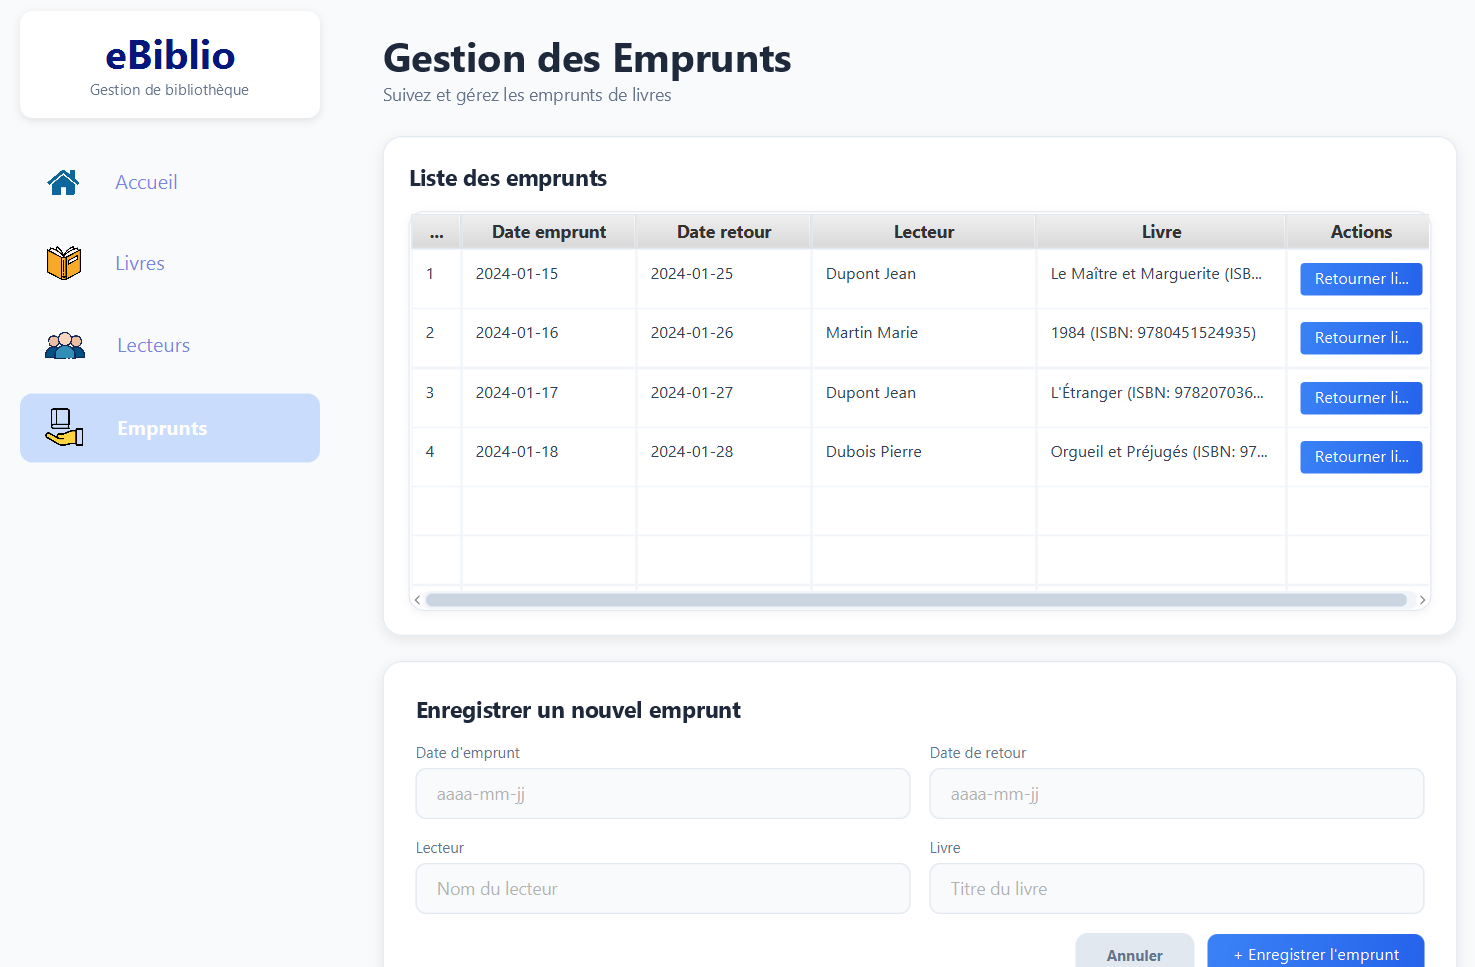 eBiblio
Gestion de bibliothèque
Accueil
Livres
Lecteurs
Emprunts
Gestion des Emprunts
Suivez et gérez les emprunts de livres
Liste des emprunts
... Date emprunt Date retour Lecteur Livre Actions
1 2024-01-15 2024-01-25 Dupont Jean Le Maître et Marguerite (ISB... Retourner li...
2 2024-01-16 2024-01-26 Martin Marie 1984 (ISBN: 9780451524935) Retourner li...
3 2024-01-17 2024-01-27 Dupont Jean L'Étranger (ISBN: 978207036... Retourner li...
4 2024-01-18 2024-01-28 Dubois Pierre Orgueil et Préjugés (ISBN: 97... Retourner li...
Enregistrer un nouvel emprunt
Date d'emprunt Date de retour
aaaa-mm-jj aaaa-mm-jj
Lecteur Livre
Nom du lecteur Titre du livre
Annuler + Enregistrer l'emprunt